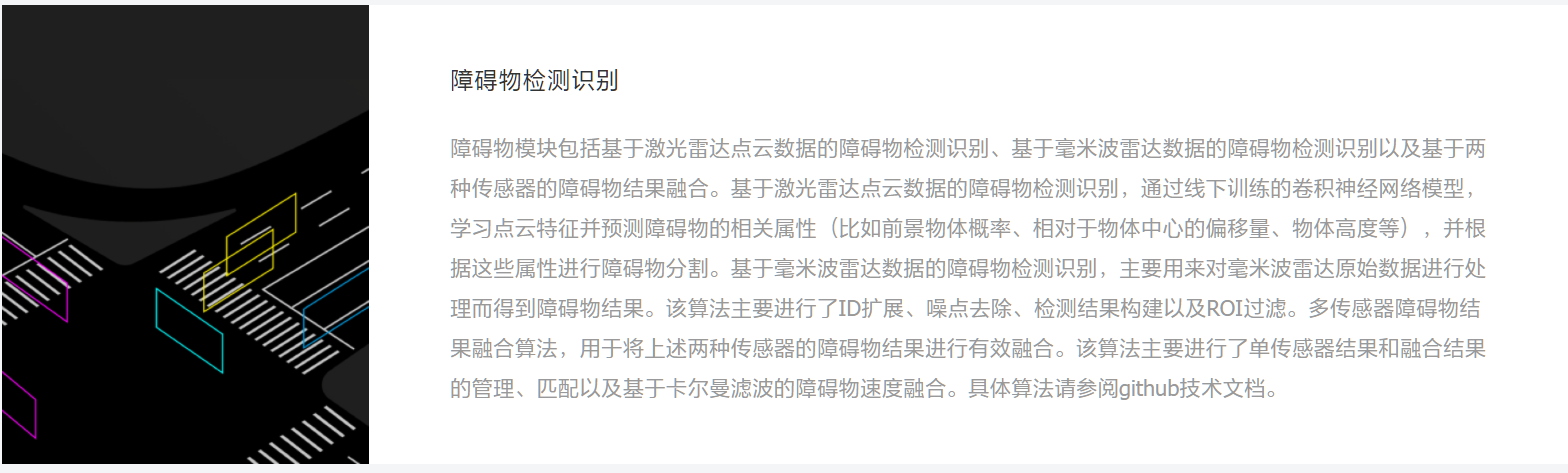 障碍物检测识别
障碍物模块包括基于激光雷达点云数据的障碍物检测识别、基于毫米波雷达数据的障碍物检测识别以及基于两
种传感器的障碍物结果融合。基于激光雷达点云数据的障碍物检测识别，通过线下训练的卷积神经网络模型，
学习点云特征并预测障碍物的相关属性（比如前景物体概率、相对于物体中心的偏移量、物体高度等），并根
据这些属性进行障碍物分割。基于毫米波雷达数据的障碍物检测识别，主要用来对毫米波雷达原始数据进行处
理而得到障碍物结果。该算法主要进行了ID扩展、噪点去除、检测结果构建以及ROI过滤。多传感器障碍物结
果融合算法，用于将上述两种传感器的障碍物结果进行有效融合。该算法主要进行了单传感器结果和融合结果
的管理、匹配以及基于卡尔曼滤波的障碍物速度融合。具体算法请参阅github技术文档。